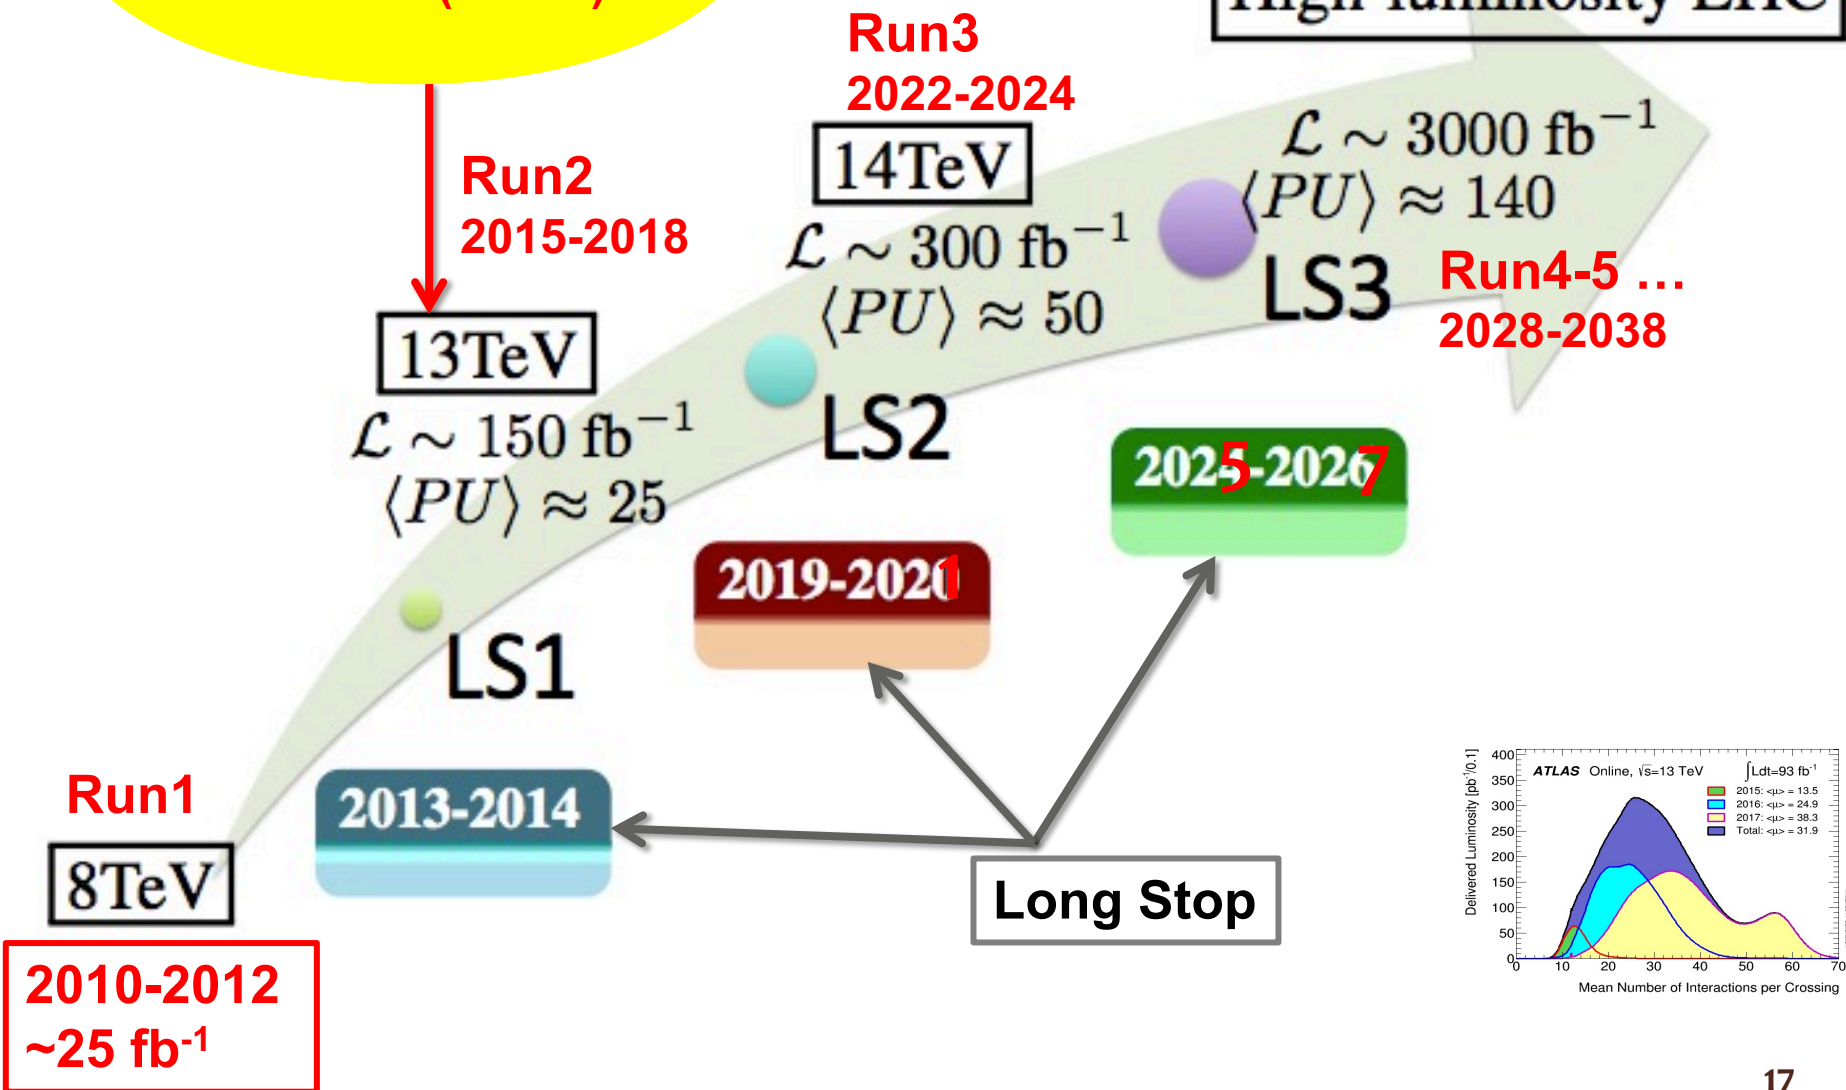 High-luminosity LHC
Run3
2022-2024
14TeV
ℒ ~ 300 fb⁻¹
⟨PU⟩ ≈ 50
ℒ ~ 3000 fb⁻¹
⟨PU⟩ ≈ 140
Run2
2015-2018
13TeV
ℒ ~ 150 fb⁻¹
⟨PU⟩ ≈ 25
LS3
Run4-5 ...
2028-2038
LS2
2025-2027
2019-2021
LS1
Run1
8TeV
2013-2014
Long Stop
2010-2012
~25 fb⁻¹
ATLAS Online, √s=13 TeV ∫Ldt=93 fb⁻¹
2015: <μ> = 13.5
2016: <μ> = 24.9
2017: <μ> = 38.3
Total: <μ> = 31.9
Delivered Luminosity [pb⁻¹/0.1]
400
350
300
250
200
150
100
50
0
0 10 20 30 40 50 60 70
Mean Number of Interactions per Crossing
17